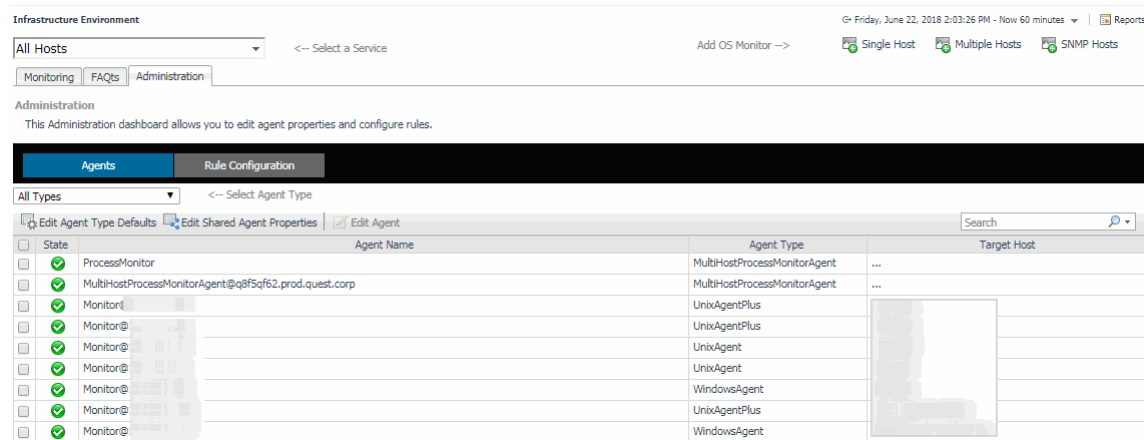 Infrastructure Environment
Friday, June 22, 2018 2:03:26 PM - Now 60 minutes
Reports
All Hosts
<-- Select a Service
Add OS Monitor -->
Single Host
Multiple Hosts
SNMP Hosts
Monitoring
FAQts
Administration
Administration
This Administration dashboard allows you to edit agent properties and configure rules.
Agents
Rule Configuration
All Types
<-- Select Agent Type
Edit Agent Type Defaults
Edit Shared Agent Properties
Edit Agent
Search
State
Agent Name
Agent Type
Target Host
ProcessMonitor
MultiHostProcessMonitorAgent
...
MultiHostProcessMonitorAgent@q8f5qf62.prod.quest.corp
MultiHostProcessMonitorAgent
...
Monitor@
UnixAgentPlus
Monitor@
UnixAgentPlus
Monitor@
UnixAgent
Monitor@
UnixAgent
Monitor@
WindowsAgent
Monitor@
UnixAgentPlus
Monitor@
WindowsAgent